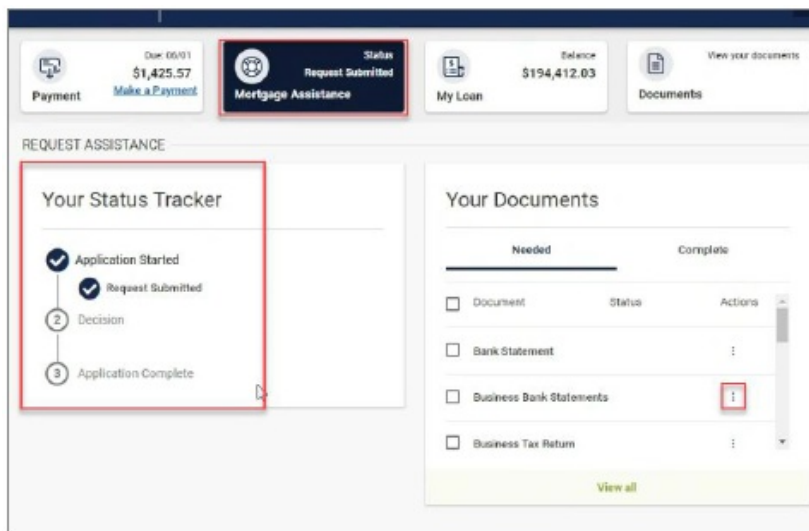 Due: 06/01
$1,425.57
Make a Payment
Payment
Status
Request Submitted
Mortgage Assistance
Balance
$194,412.03
My Loan
View your documents
Documents
REQUEST ASSISTANCE
Your Status Tracker
Application Started
Request Submitted
2 Decision
3 Application Complete
Your Documents
Needed Complete
Document Status Actions
Bank Statement
Business Bank Statements
Business Tax Return
View all